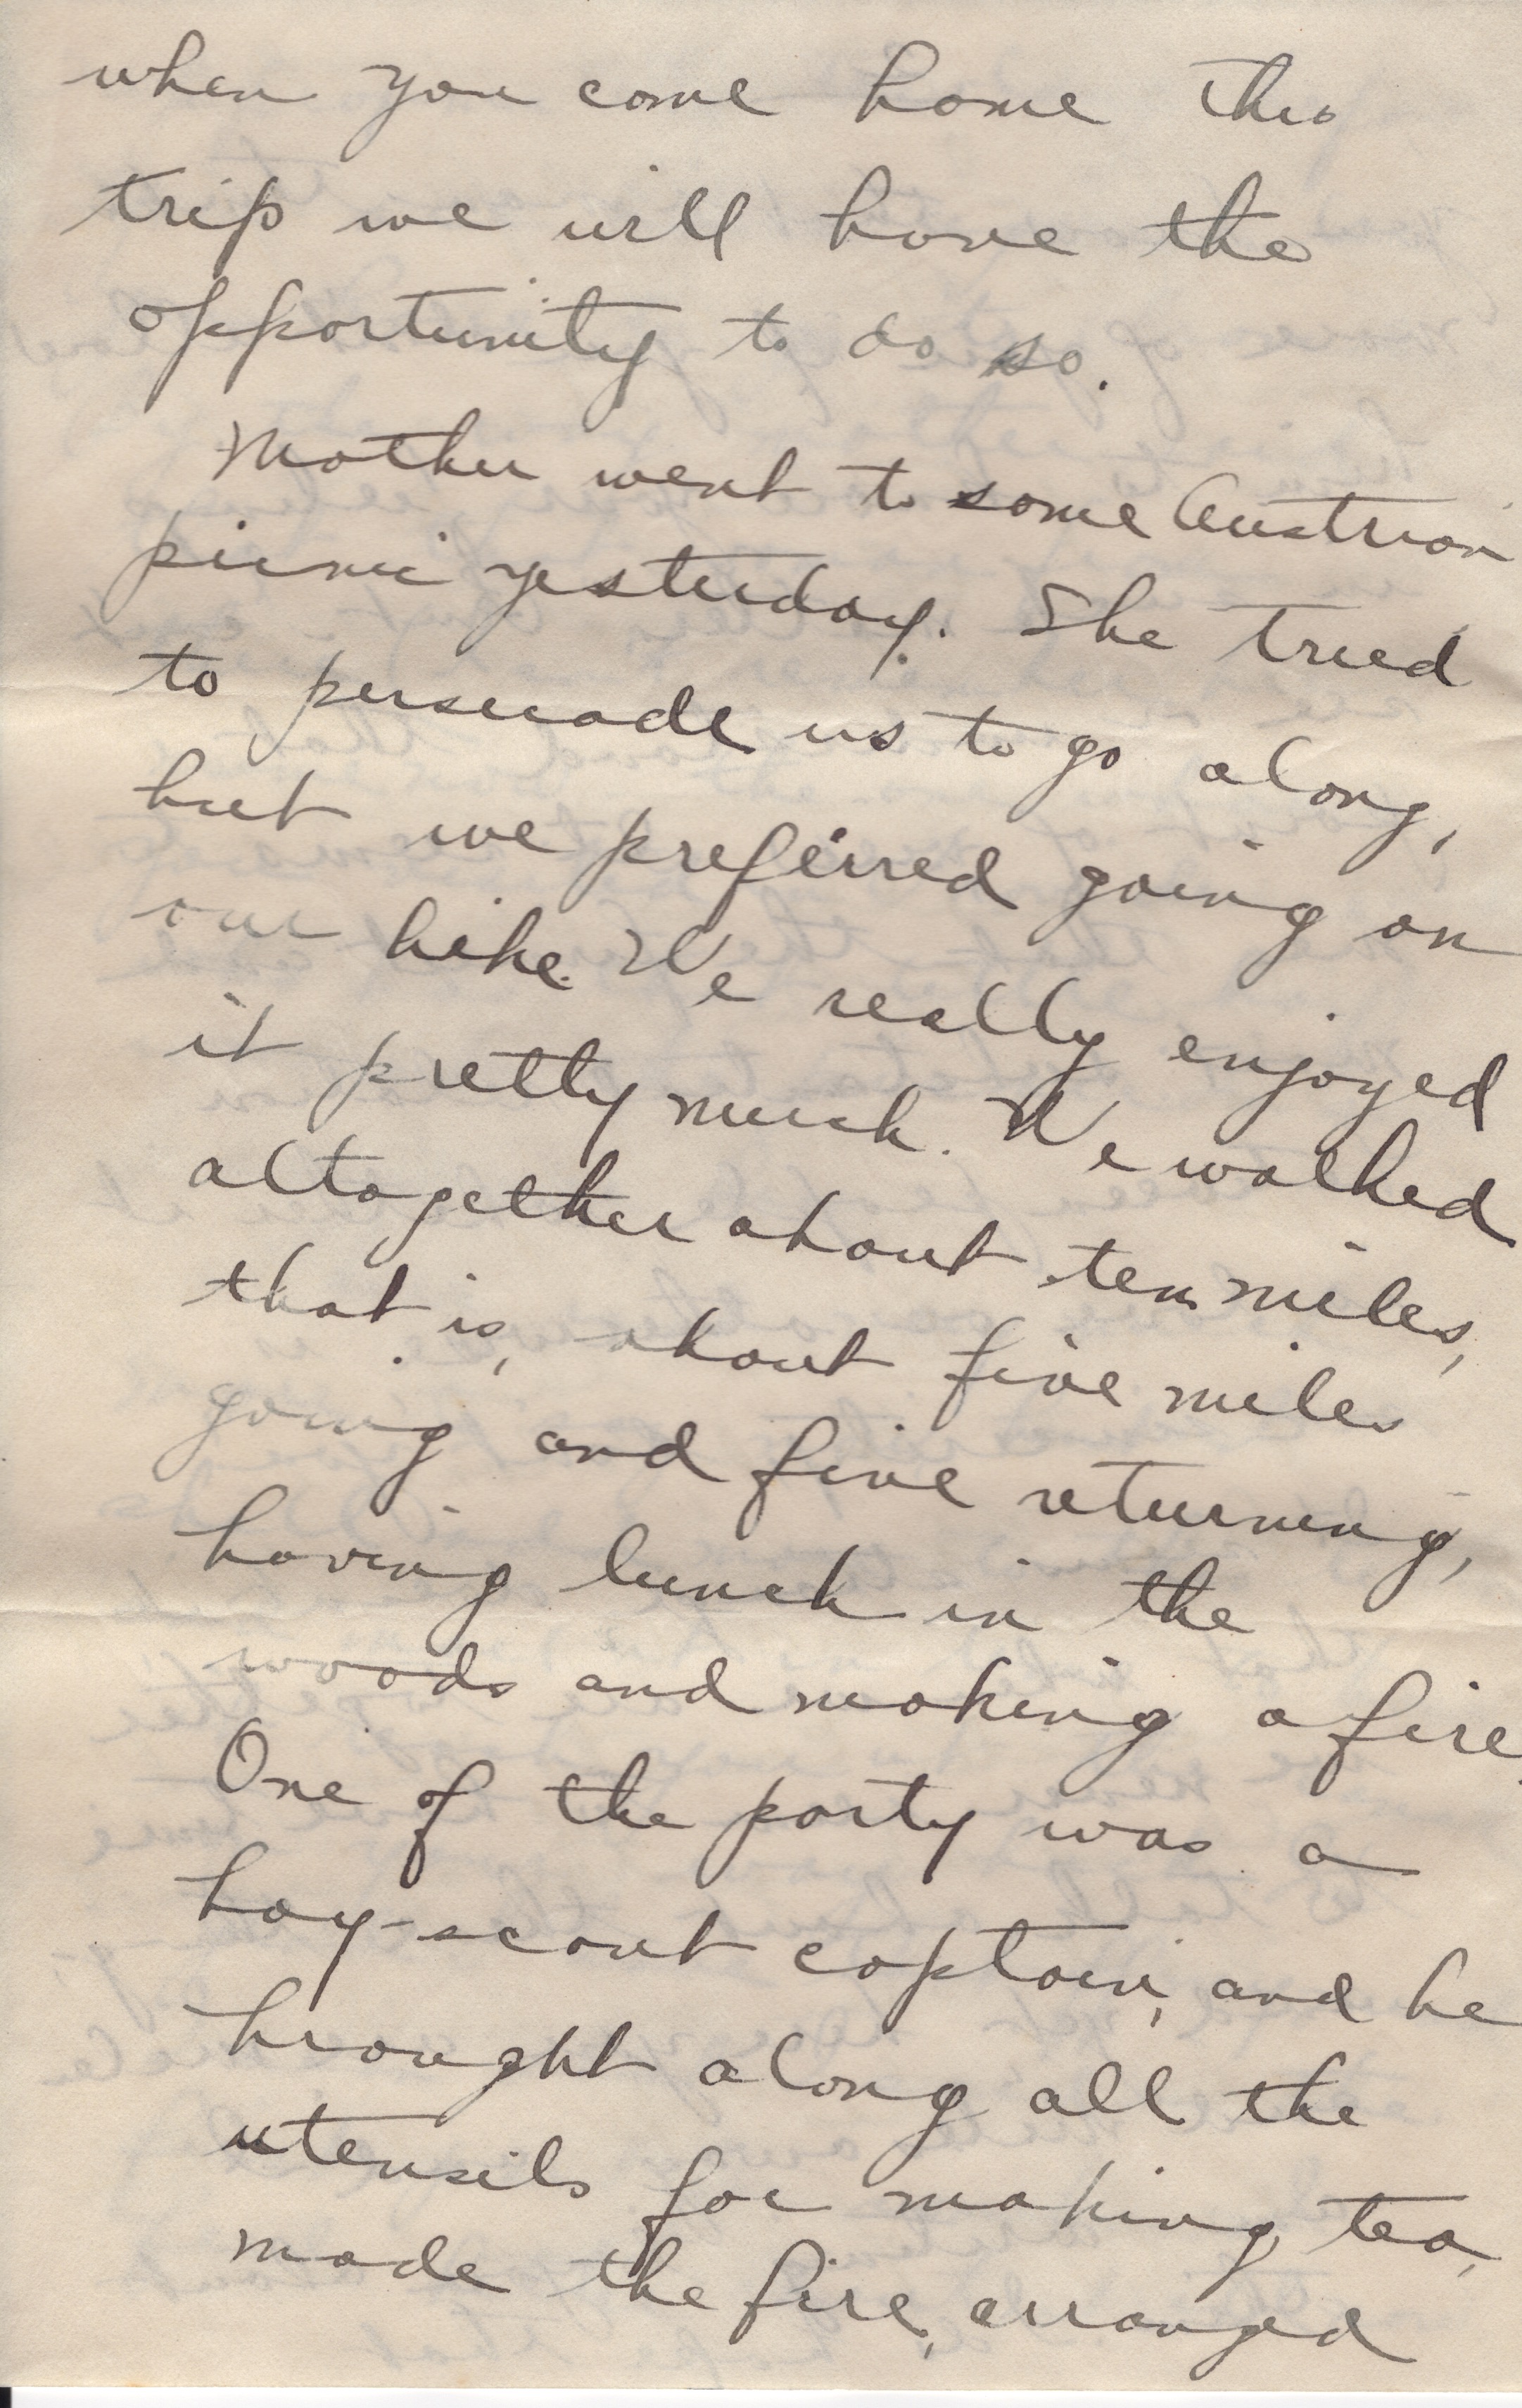 when you come home this
trip we will have the
opportunity to do so.
Mother went to some Austrian
picnic yesterday. She tried
to persuade us to go along,
but we preferred going on
our hike. We really enjoyed
it pretty much. We walked
altogether about ten miles,
that is, about five miles
going and five returning,
having lunch in the
woods and making a fire.
One of the party was a
boy-scout captain, and he
brought along all the
utensils for making tea,
made the fire, arranged